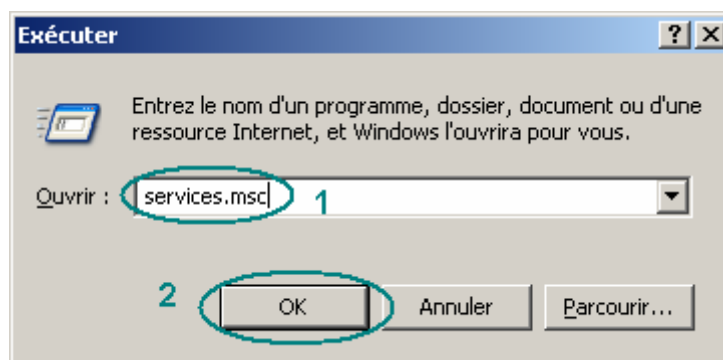 Exécuter
Entrez le nom d'un programme, dossier, document ou d'une
ressource Internet, et Windows l'ouvrira pour vous.
Ouvrir : services.msc 1
2 OK Annuler Parcourir...